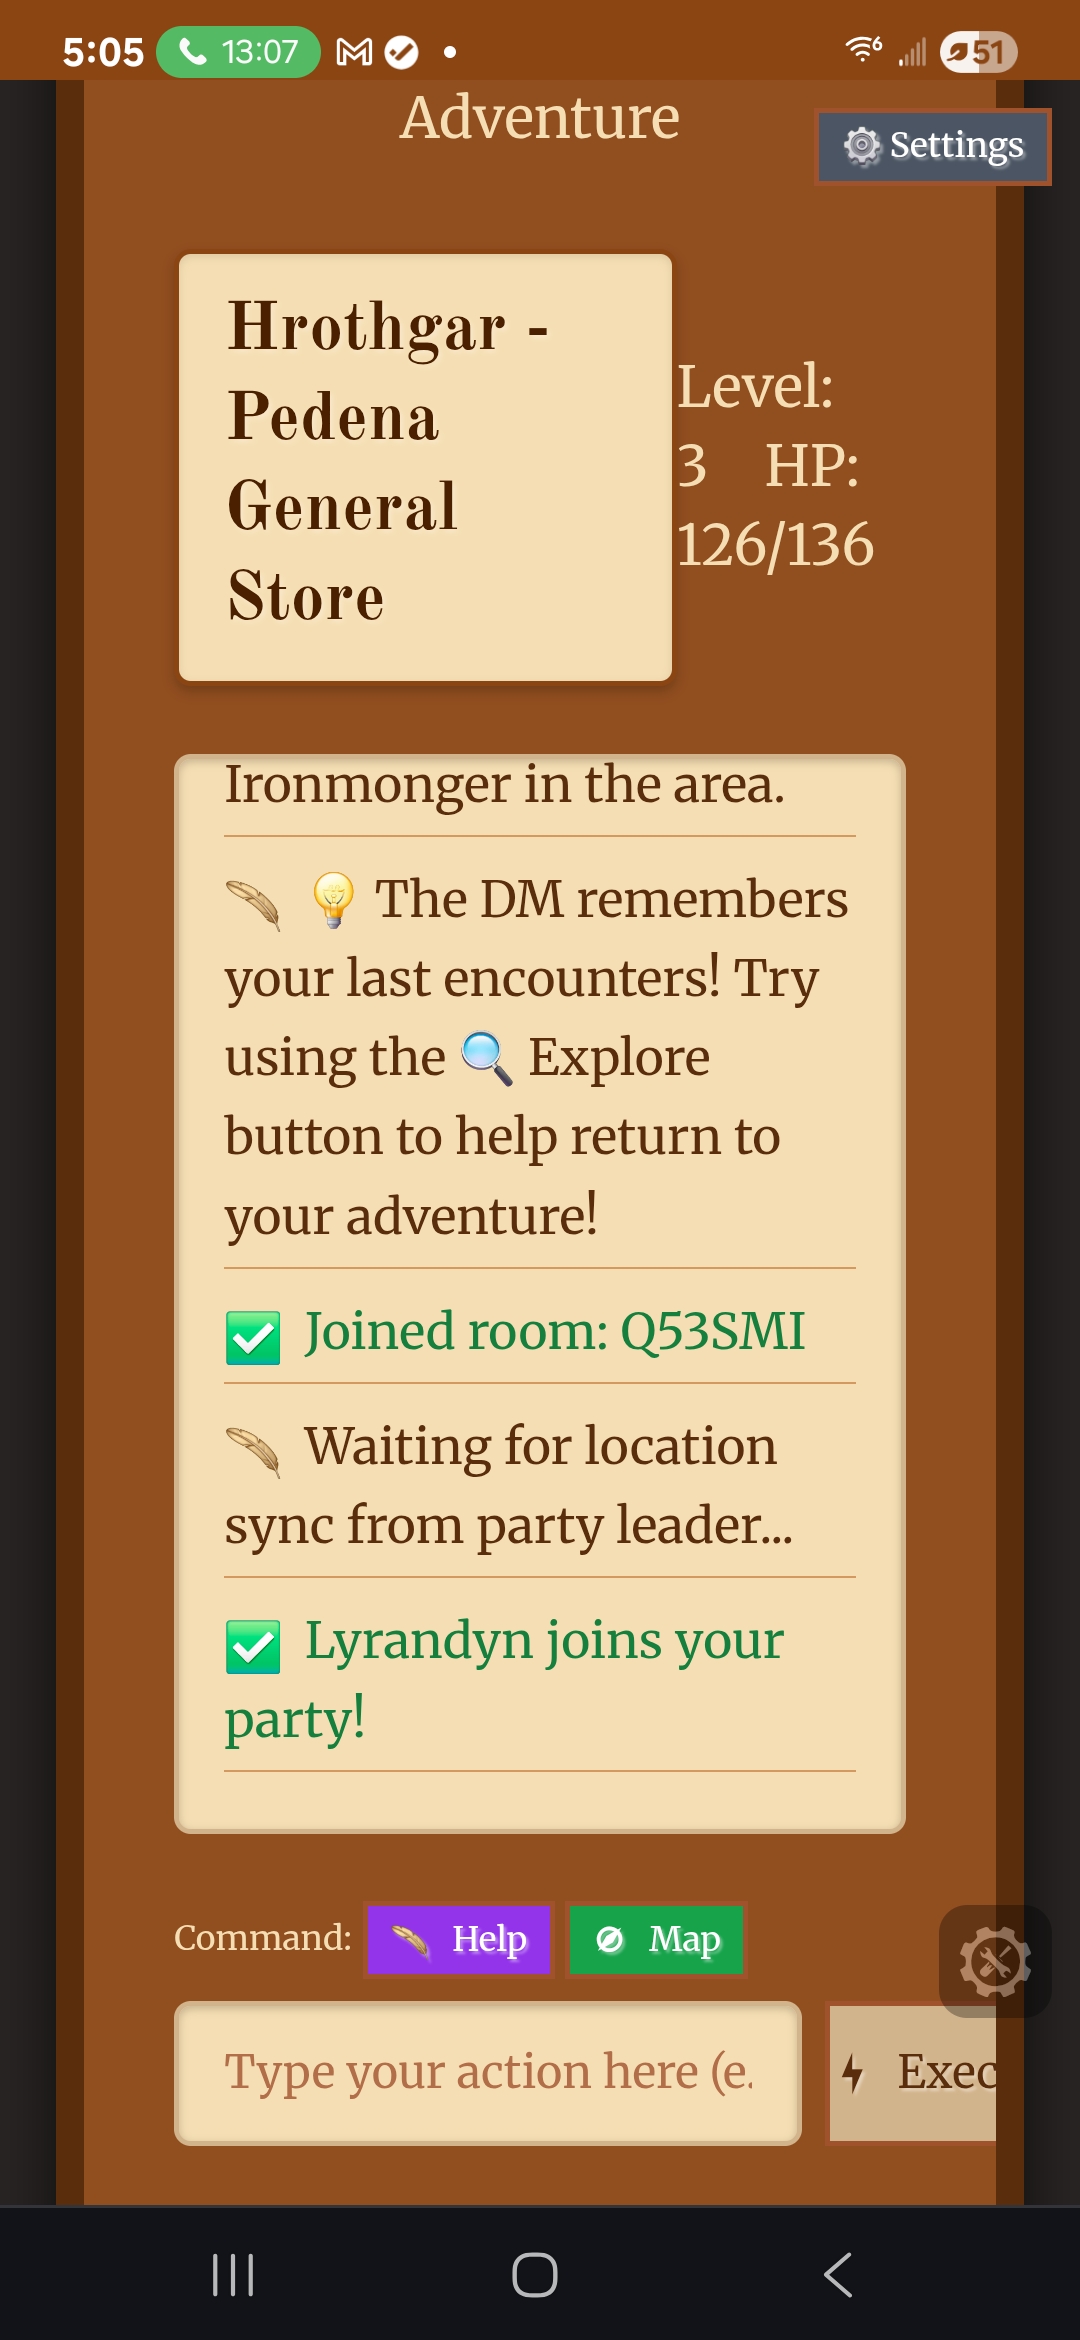 5:05 13:07 6 51
Adventure
Settings
Hrothgar -
Pedena
General
Store
Level:
3 HP:
126/136
Ironmonger in the area.
The DM remembers
your last encounters! Try
using the 🔍 Explore
button to help return to
your adventure!
Joined room: Q53SMI
Waiting for location
sync from party leader...
Lyrandyn joins your
party!
Command: Help Map
Type your action here (e.
Exec